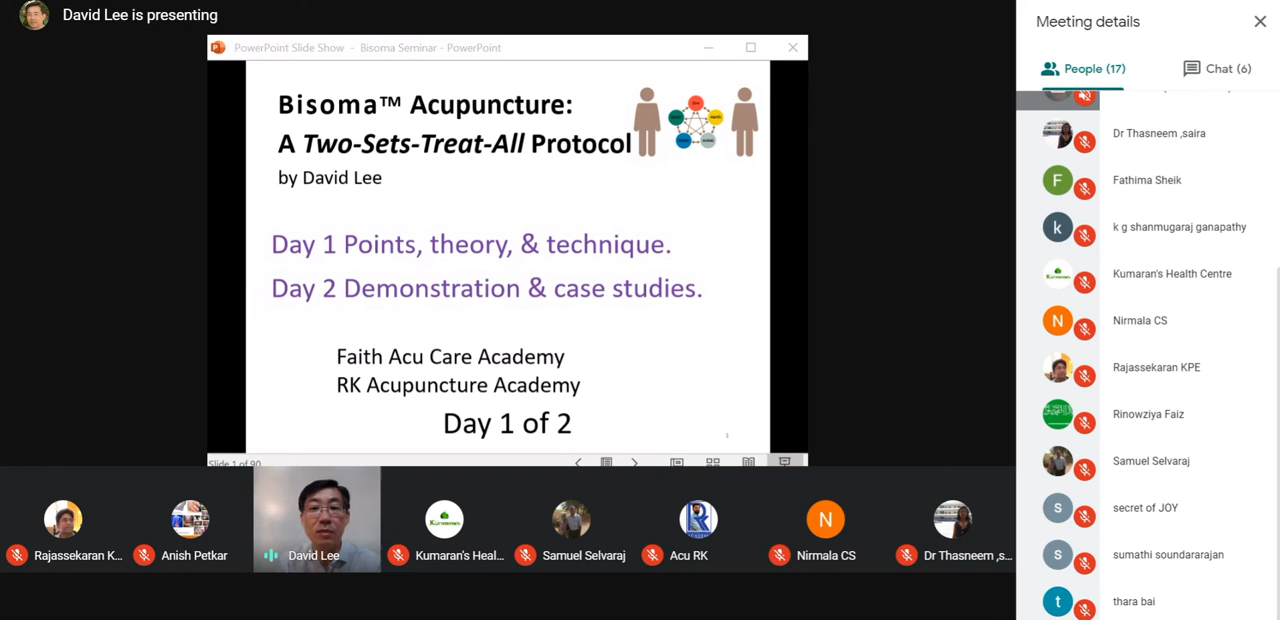 David Lee is presenting
PowerPoint Slide Show - Bisoma Seminar - PowerPoint
Bisoma™ Acupuncture:
A Two-Sets-Treat-All Protocol
by David Lee
Day 1 Points, theory, & technique.
Day 2 Demonstration & case studies.
Faith Acu Care Academy
RK Acupuncture Academy
Day 1 of 2
1
Slide 1 of 90
Rajassekaran K...
Anish Petkar
David Lee
Kumaran's Heal...
Samuel Selvaraj
Acu RK
N
Nirmala CS
Dr Thasneem ,s...
Meeting details
People (17)
Chat (6)
Dr Thasneem ,saira
F
Fathima Sheik
k
k g shanmugaraj ganapathy
Kumaran's Health Centre
N
Nirmala CS
Rajassekaran KPE
Rinowziya Faiz
Samuel Selvaraj
s
secret of JOY
s
sumathi soundararajan
t
thara bai